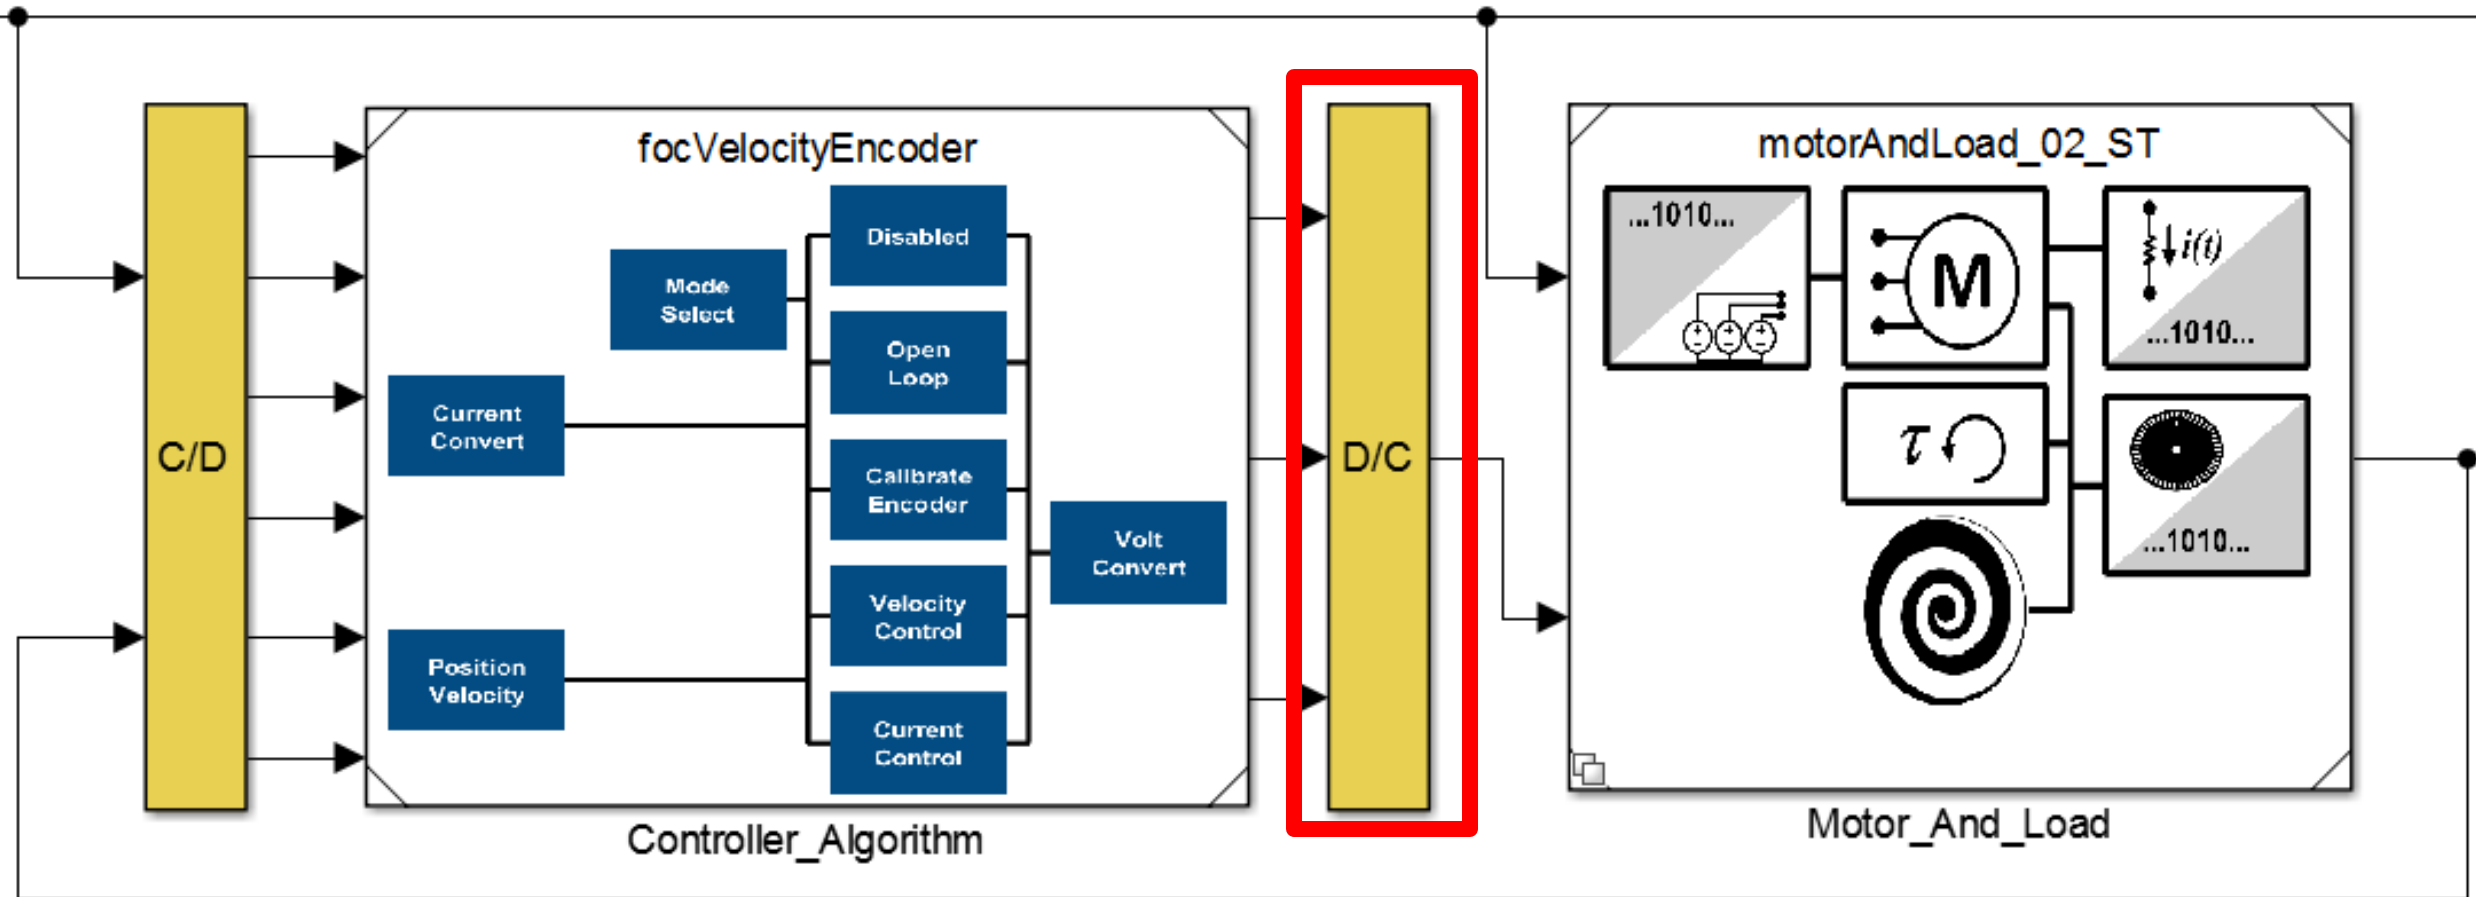 C/D
focVelocityEncoder
Mode
Select
Current
Convert
Position
Velocity
Disabled
Open
Loop
Calibrate
Encoder
Velocity
Control
Current
Control
Volt
Convert
Controller_Algorithm
D/C
motorAndLoad_02_ST
...1010...
M
i(t)
...1010...
τ
...1010...
Motor_And_Load